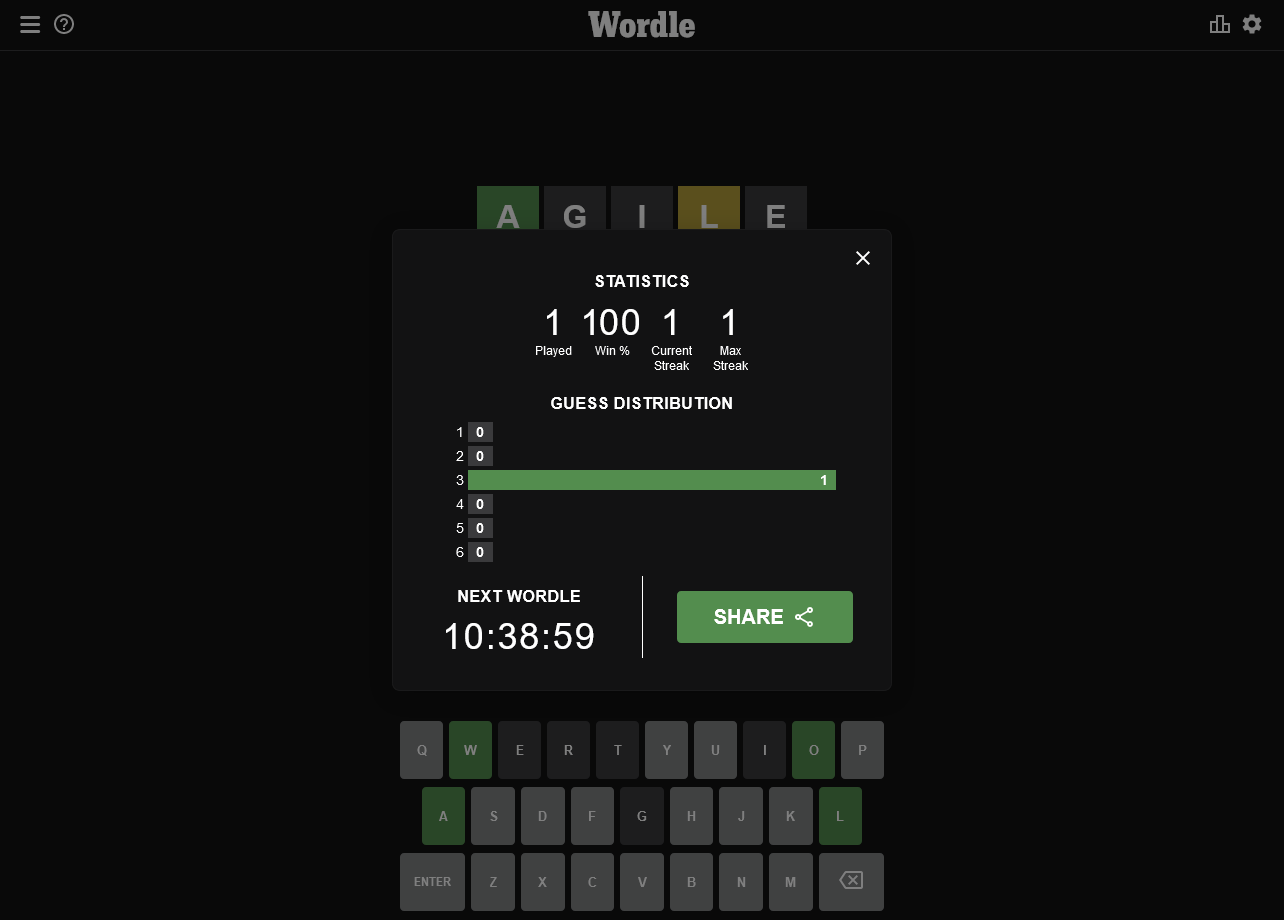 Wordle
A G I L E
STATISTICS
1 100 1 1
Played Win % Current Streak Max Streak
GUESS DISTRIBUTION
1 0
2 0
3 1
4 0
5 0
6 0
NEXT WORDLE
10:38:59
SHARE
Q W E R T Y U I O P
A S D F G H J K L
ENTER Z X C V B N M